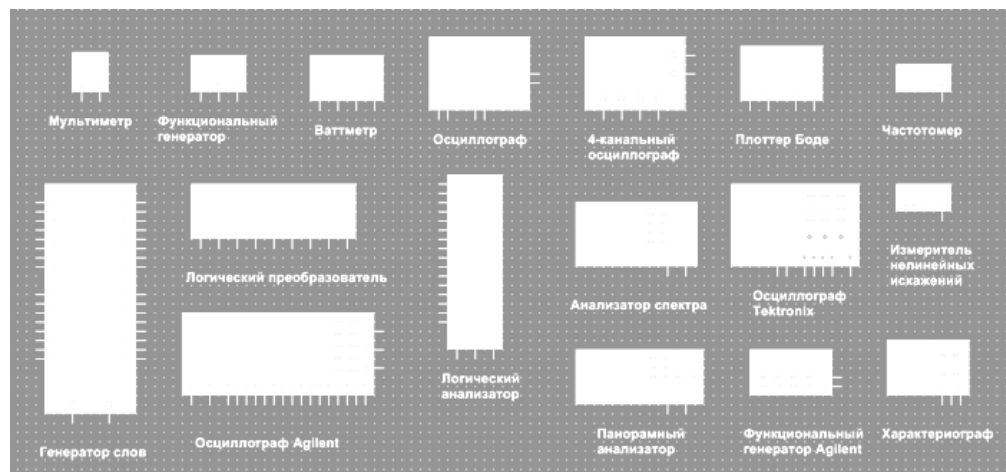 Мультиметр
Функциональный
генератор
Ваттметр
Осциллограф
4-канальный
осциллограф
Плоттер Боде
Частотомер
Логический преобразователь
Анализатор спектра
Осциллограф
Tektronix
Измеритель
нелинейных
искажений
Генератор слов
Осциллограф Agilent
Логический
анализатор
Панорамный
анализатор
Функциональный
генератор Agilent
Характериограф